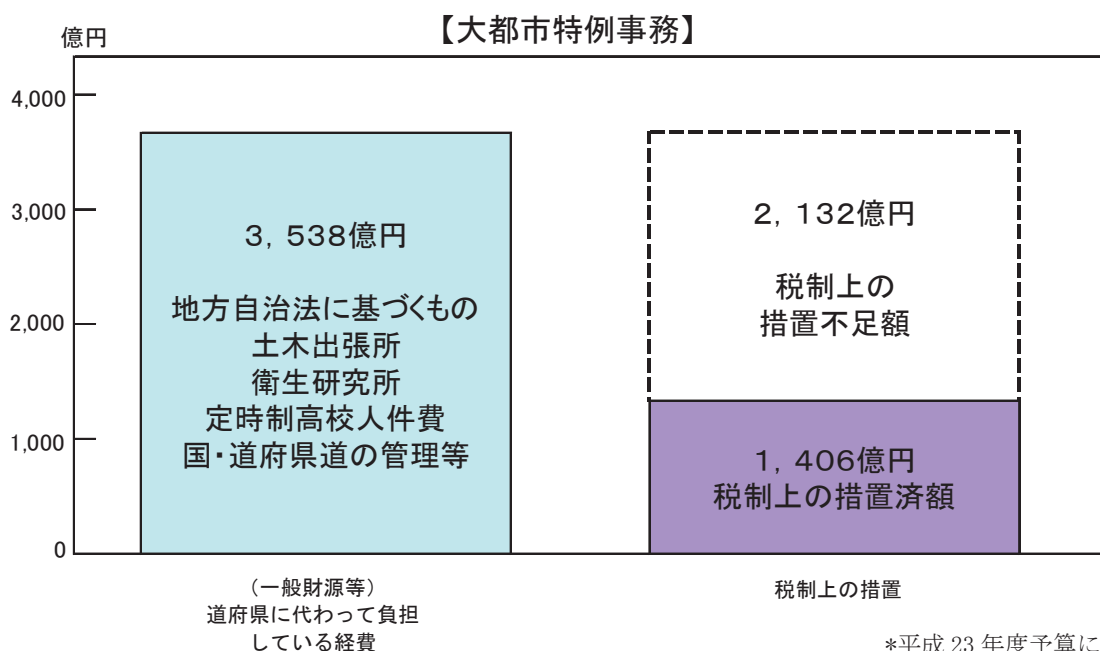 【大都市特例事務】
億円
4,000
3,000
2,000
1,000
0
3，538億円
地方自治法に基づくもの
土木出張所
衛生研究所
定時制高校人件費
国・道府県道の管理等
2，132億円
税制上の
措置不足額
1，406億円
税制上の措置済額
（一般財源等）
道府県に代わって負担
している経費
税制上の措置
*平成 23 年度予算に